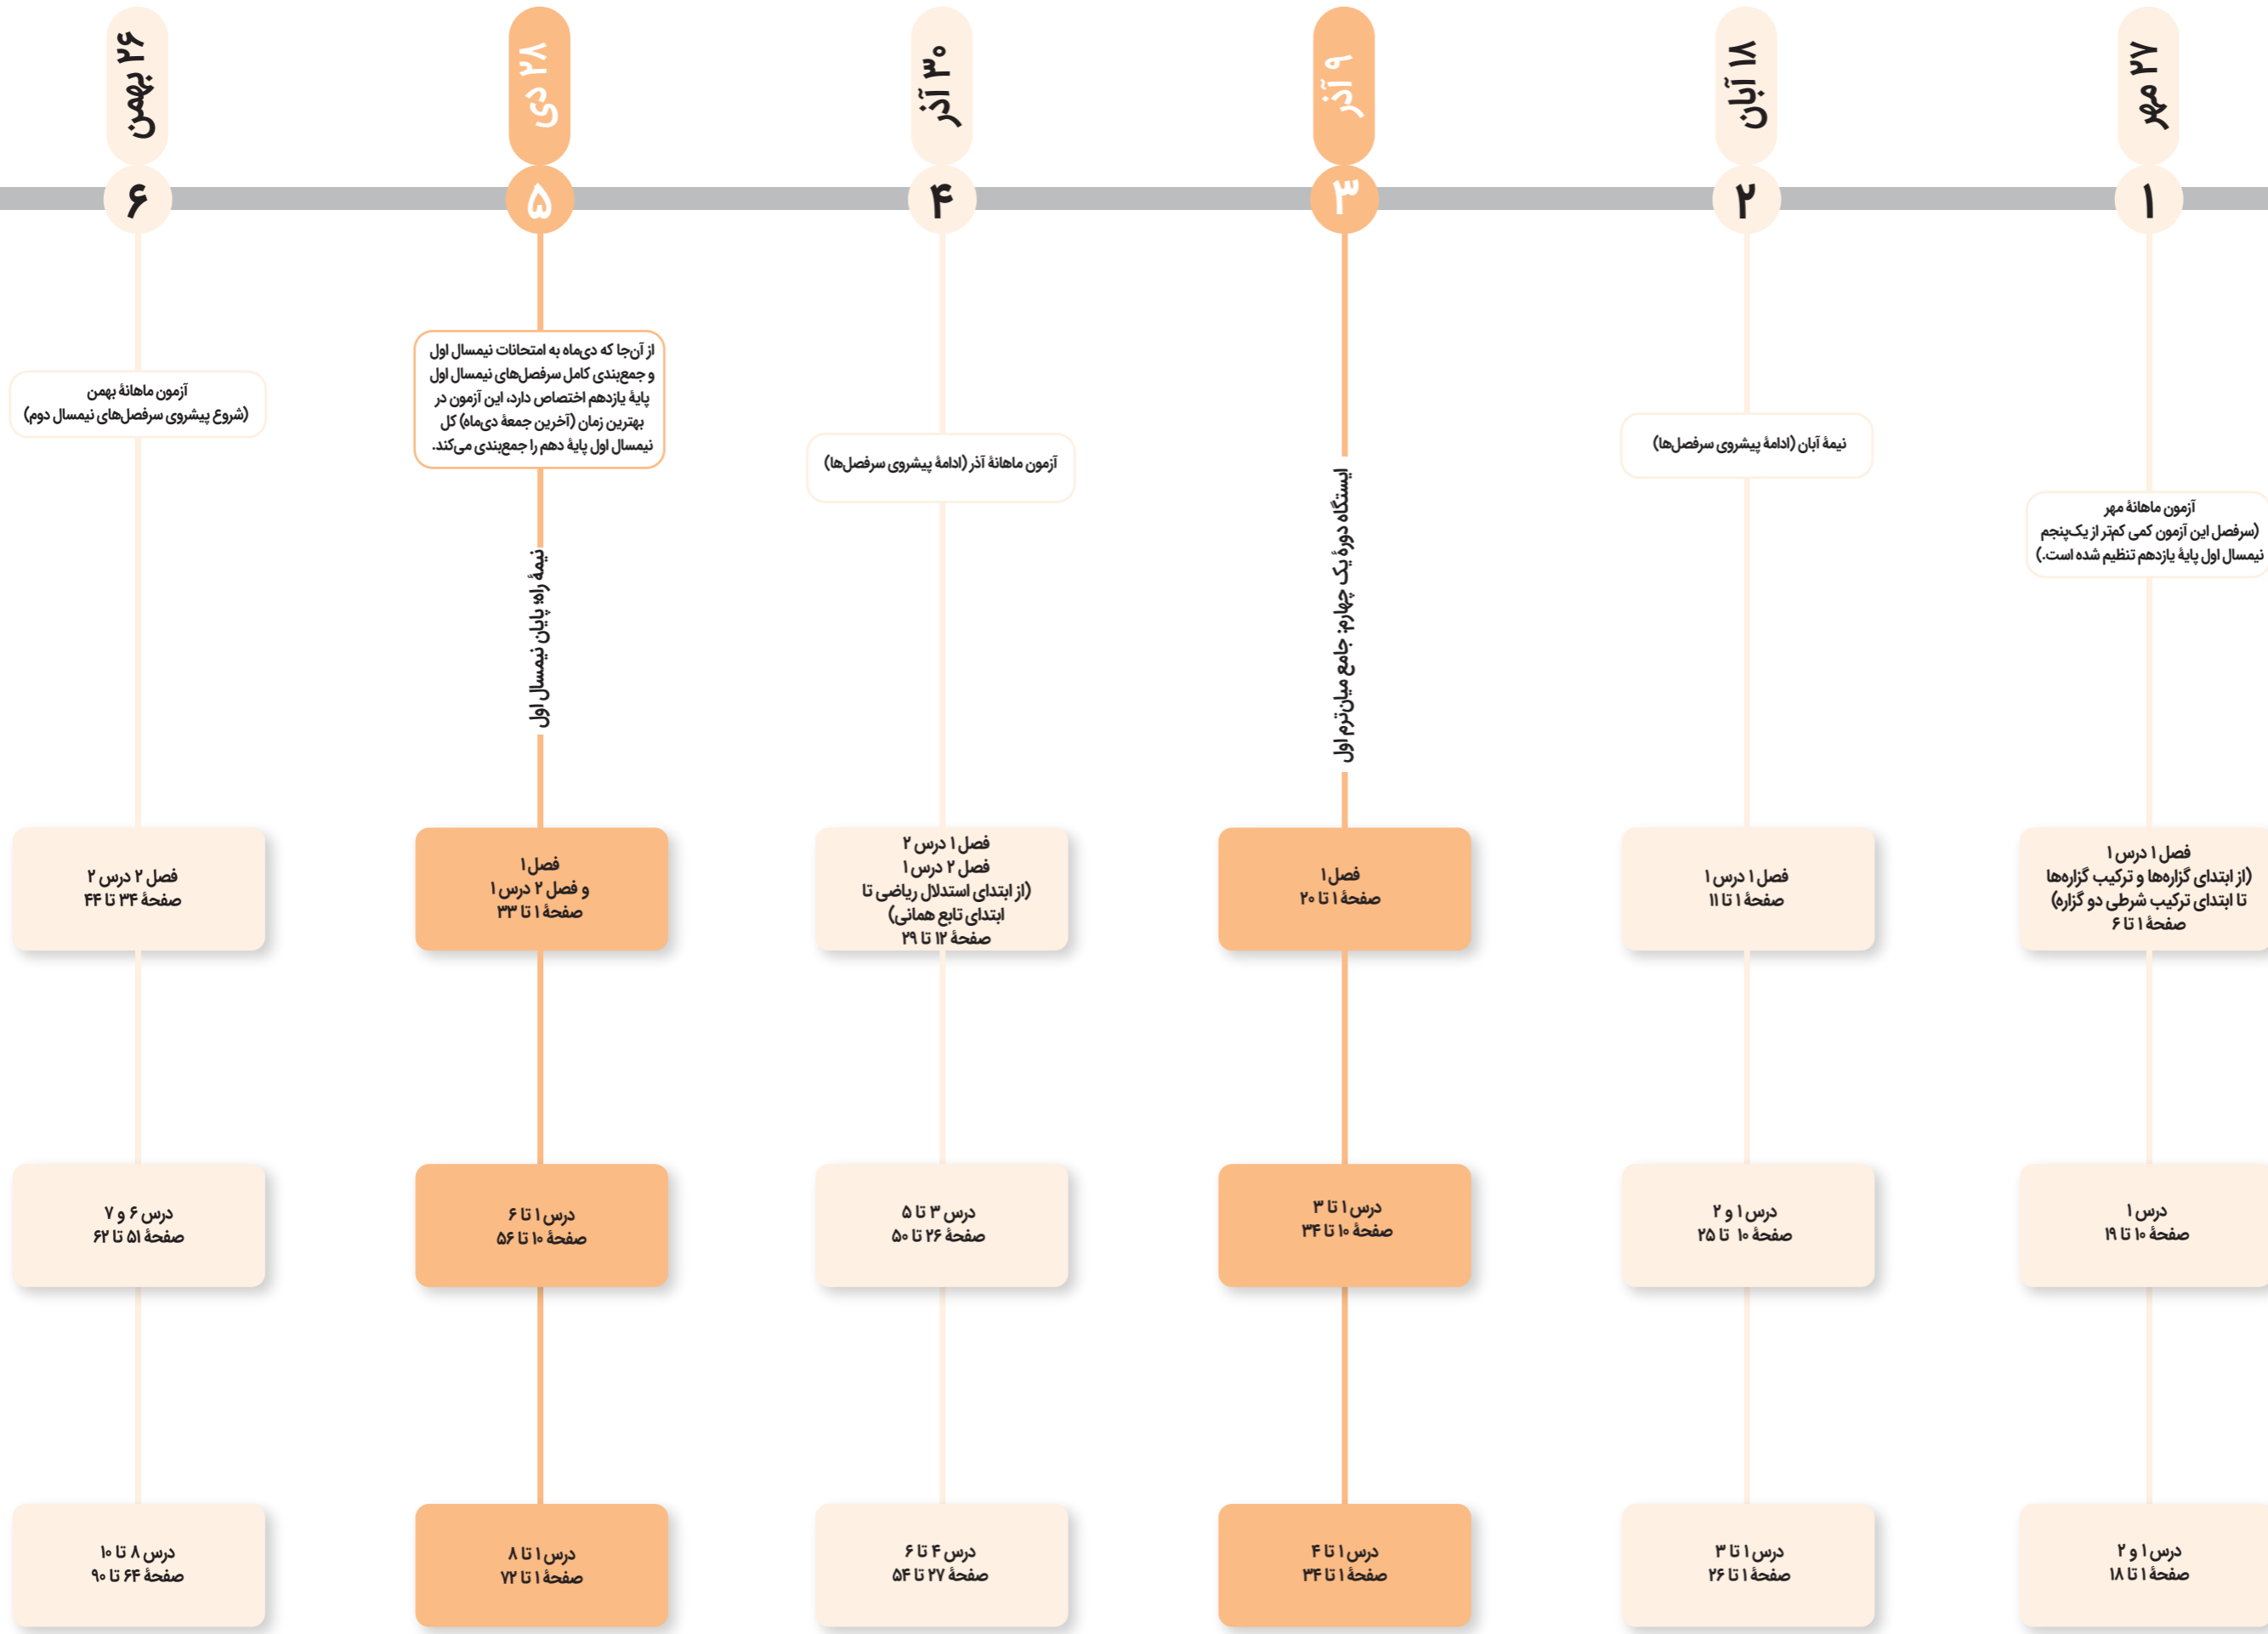 ۲۷ مهر
۱۸ آبان
۹ آذر
۳۰ آذر
۲۸ دی
۲۶ بهمن
۱
۲
۳
۴
۵
۶
آزمون ماهانهٔ مهر
(سرفصل این آزمون کمی کم‌تر از یک‌پنجم
نیمسال اول پایهٔ یازدهم تنظیم شده است.)
نیمهٔ آبان (ادامهٔ پیشروی سرفصل‌ها)
ایستگاه دورهٔ یک چهارم: جامع میان‌ترم اول
آزمون ماهانهٔ آذر (ادامهٔ پیشروی سرفصل‌ها)
از آن‌جا که دی‌ماه به امتحانات نیمسال اول
و جمع‌بندی کامل سرفصل‌های نیمسال اول
پایهٔ یازدهم اختصاص دارد، این آزمون در
بهترین زمان (آخرین جمعهٔ دی‌ماه) کل
نیمسال اول پایهٔ دهم را جمع‌بندی می‌کند.
نیمهٔ راه؛ پایان نیمسال اول
آزمون ماهانهٔ بهمن
(شروع پیشروی سرفصل‌های نیمسال دوم)
فصل ۱ درس ۱
(از ابتدای گزاره‌ها و ترکیب گزاره‌ها
تا ابتدای ترکیب شرطی دو گزاره)
صفحهٔ ۱ تا ۶
فصل ۱ درس ۱
صفحهٔ ۱ تا ۱۱
فصل ۱
صفحهٔ ۱ تا ۲۰
فصل ۱ درس ۲
فصل ۲ درس ۱
(از ابتدای استدلال ریاضی تا
ابتدای تابع همانی)
صفحهٔ ۱۲ تا ۲۹
فصل ۱
و فصل ۲ درس ۱
صفحهٔ ۱ تا ۳۳
فصل ۲ درس ۲
صفحهٔ ۳۴ تا ۴۴
درس ۱
صفحهٔ ۱۰ تا ۱۹
درس ۱ و ۲
صفحهٔ ۱۰ تا ۲۵
درس ۱ تا ۳
صفحهٔ ۱۰ تا ۳۴
درس ۳ تا ۵
صفحهٔ ۲۶ تا ۵۰
درس ۱ تا ۶
صفحهٔ ۱۰ تا ۵۶
درس ۶ و ۷
صفحهٔ ۵۱ تا ۶۲
درس ۱ و ۲
صفحهٔ ۱ تا ۱۸
درس ۱ تا ۳
صفحهٔ ۱ تا ۲۶
درس ۱ تا ۴
صفحهٔ ۱ تا ۳۴
درس ۴ تا ۶
صفحهٔ ۲۷ تا ۵۴
درس ۱ تا ۸
صفحهٔ ۱ تا ۷۲
درس ۸ تا ۱۰
صفحهٔ ۶۴ تا ۹۰